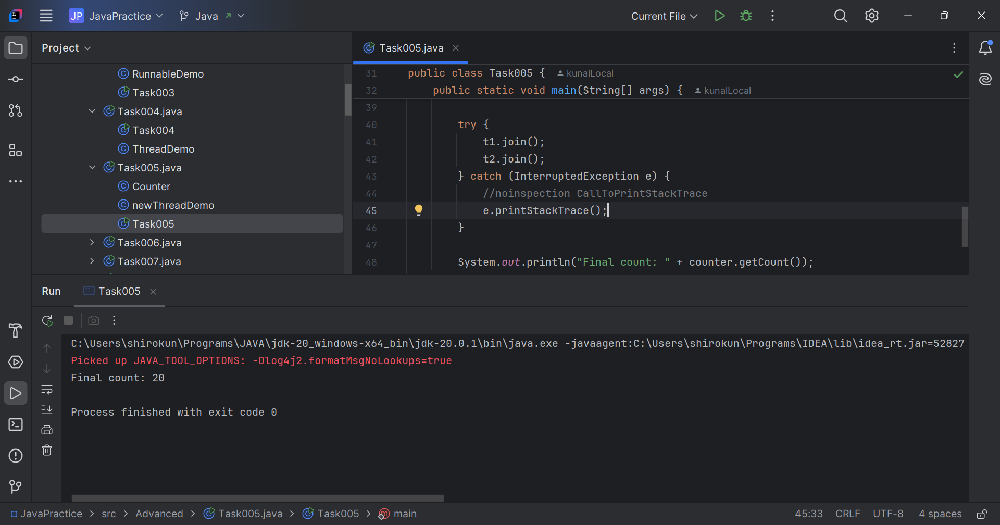 JP JavaPractice Java Current File
Project
RunnableDemo
Task003
Task004.java
Task004
ThreadDemo
Task005.java
Counter
newThreadDemo
Task005
Task006.java
Task007.java
Task005.java
31 public class Task005 { kunalLocal
32 public static void main(String[] args) { kunalLocal
39
40 try {
41 t1.join();
42 t2.join();
43 } catch (InterruptedException e) {
44 //noinspection CallToPrintStackTrace
45 e.printStackTrace();
46 }
47
48 System.out.println("Final count: " + counter.getCount());
Run Task005
C:\Users\shirokun\Programs\JAVA\jdk-20_windows-x64_bin\jdk-20.0.1\bin\java.exe -javaagent:C:\Users\shirokun\Programs\IDEA\lib\idea_rt.jar=52827
Picked up JAVA_TOOL_OPTIONS: -Dlog4j2.formatMsgNoLookups=true
Final count: 20
Process finished with exit code 0
JavaPractice > src > Advanced > Task005.java > Task005 > main 45:33 CRLF UTF-8 4 spaces